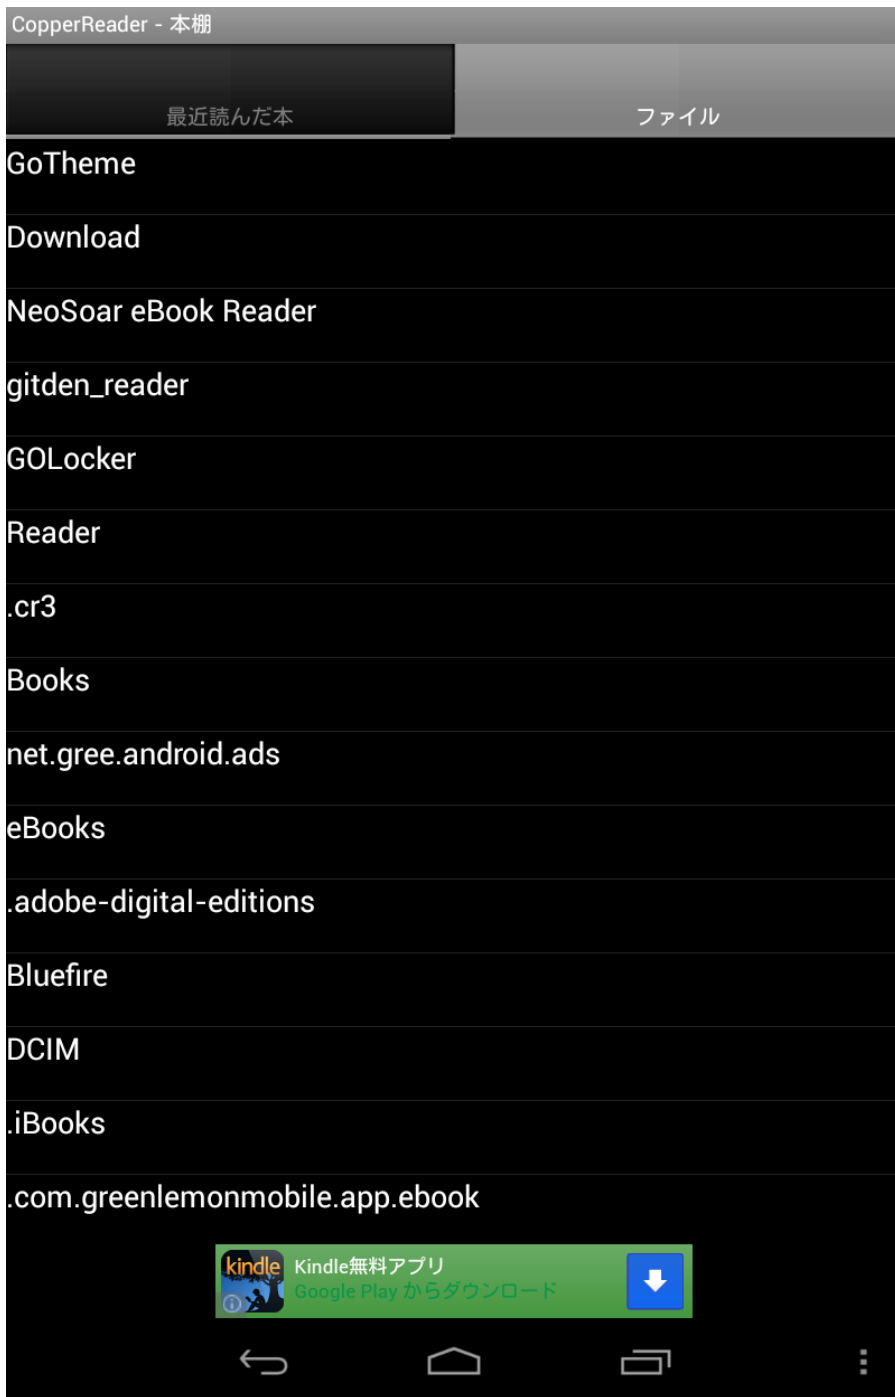 CopperReader - 本棚
最近読んだ本
ファイル
GoTheme
Download
NeoSoar eBook Reader
gitden_reader
GOLocker
Reader
.cr3
Books
net.gree.android.ads
eBooks
.adobe-digital-editions
Bluefire
DCIM
.iBooks
.com.greenlemonmobile.app.ebook
kindle
Kindle無料アプリ
Google Play からダウンロード